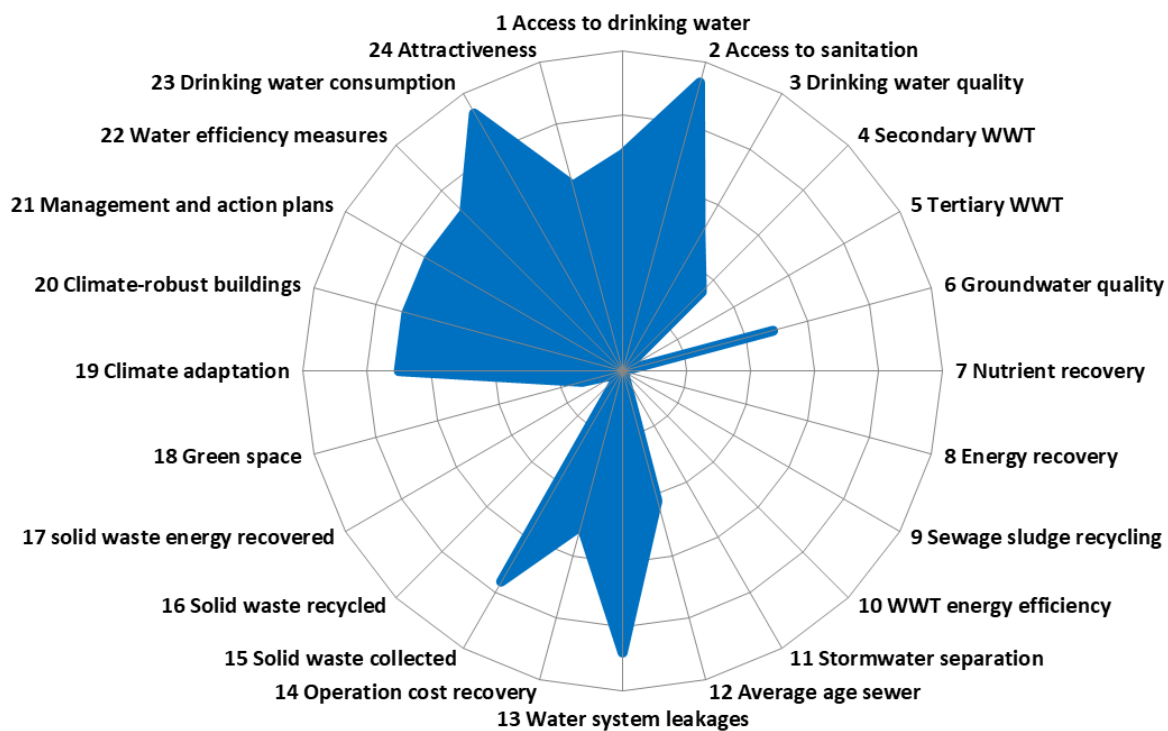 1 Access to drinking water
2 Access to sanitation
3 Drinking water quality
4 Secondary WWT
5 Tertiary WWT
6 Groundwater quality
7 Nutrient recovery
8 Energy recovery
9 Sewage sludge recycling
10 WWT energy efficiency
11 Stormwater separation
12 Average age sewer
13 Water system leakages
14 Operation cost recovery
15 Solid waste collected
16 Solid waste recycled
17 solid waste energy recovered
18 Green space
19 Climate adaptation
20 Climate-robust buildings
21 Management and action plans
22 Water efficiency measures
23 Drinking water consumption
24 Attractiveness